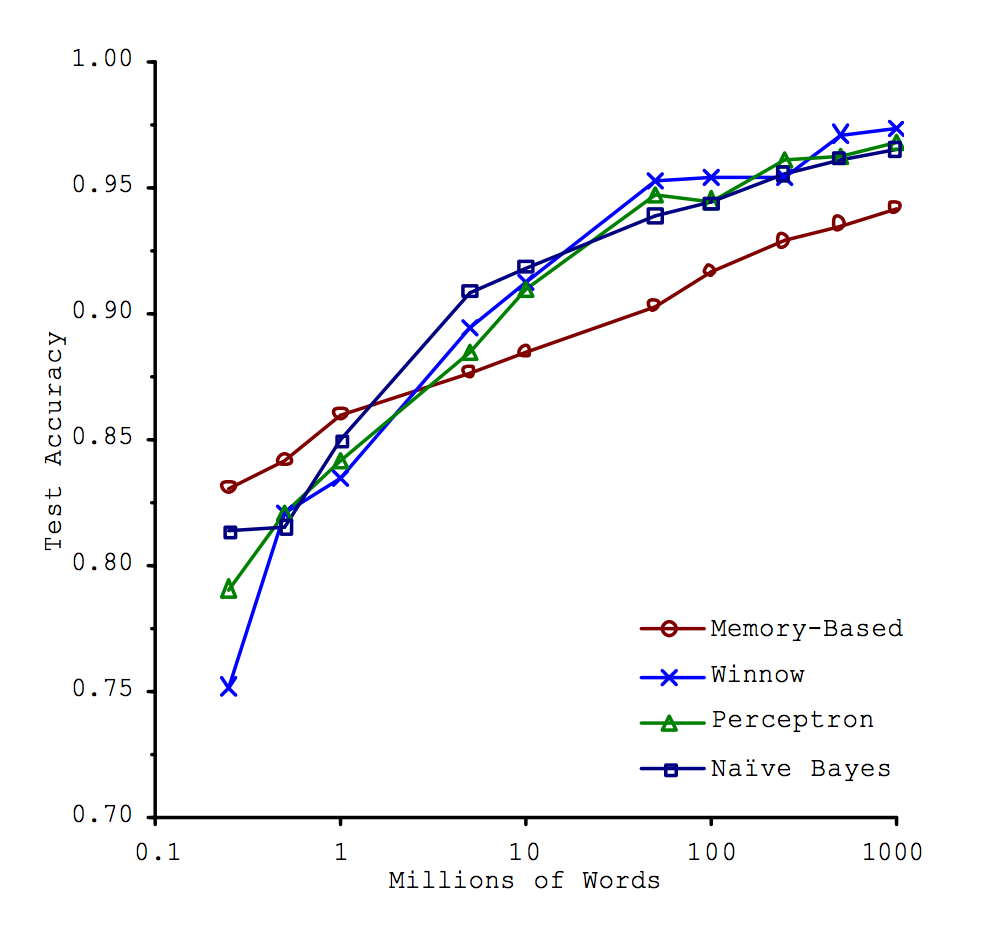 1.00
0.95
0.90
0.85
0.80
0.75
0.70
Test Accuracy
Memory-Based
Winnow
Perceptron
Naïve Bayes
0.1 1 10 100 1000
Millions of Words